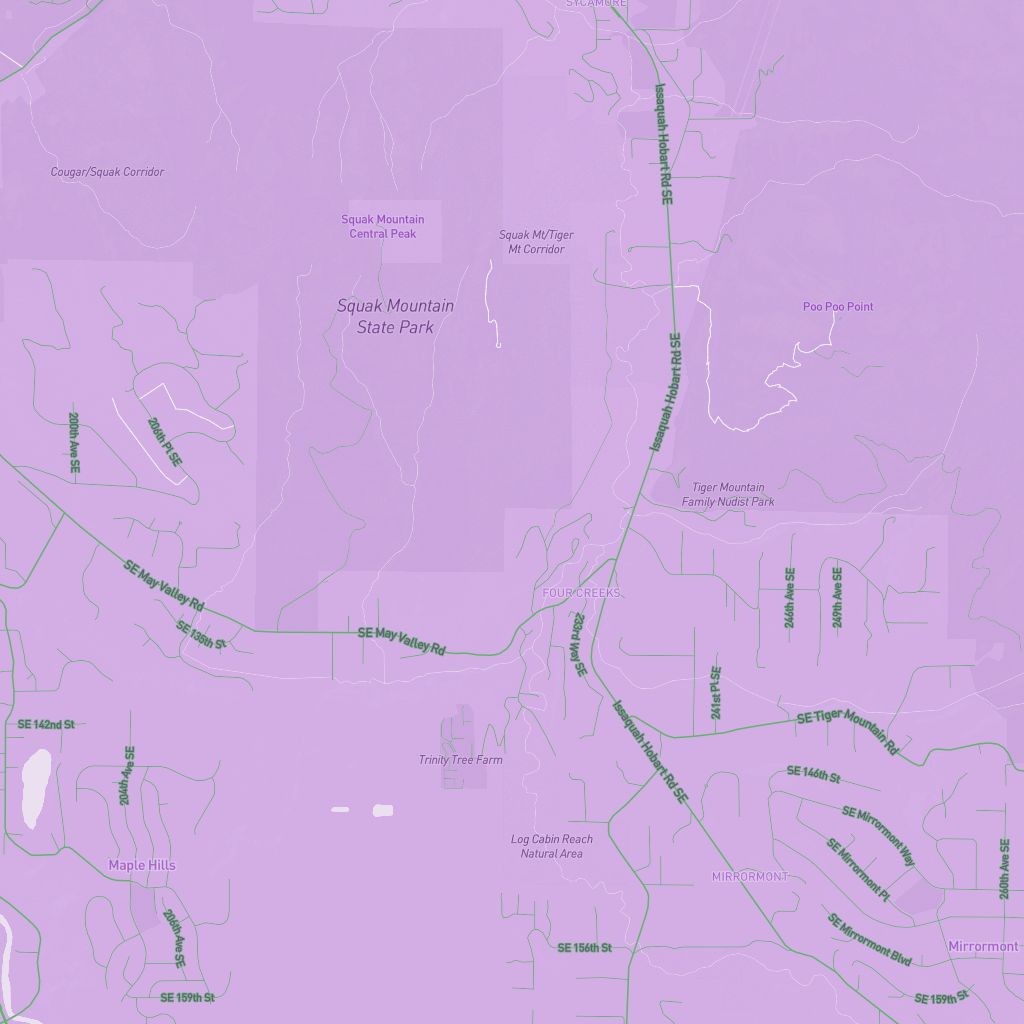 SYCAMORE
Issaquah Hobart Rd SE
Cougar/Squak Corridor
Squak Mountain
Central Peak
Squak Mt/Tiger
Mt Corridor
Squak Mountain
State Park
Poo Poo Point
Issaquah Hobart Rd SE
200th Ave SE
206th Pl SE
Tiger Mountain
Family Nudist Park
SE May Valley Rd
FOUR CREEKS
246th Ave SE
249th Ave SE
SE 135th St
SE May Valley Rd
233rd Way SE
241st Pl SE
SE 142nd St
Issaquah Hobart Rd SE
SE Tiger Mountain Rd
204th Ave SE
Trinity Tree Farm
SE 146th St
Log Cabin Reach
Natural Area
SE Mirrormont Way
SE Mirrormont Pl
Maple Hills
MIRRORMONT
260th Ave SE
206th Ave SE
SE 156th St
SE Mirrormont Blvd
Mirrormont
SE 159th St
SE 159th St